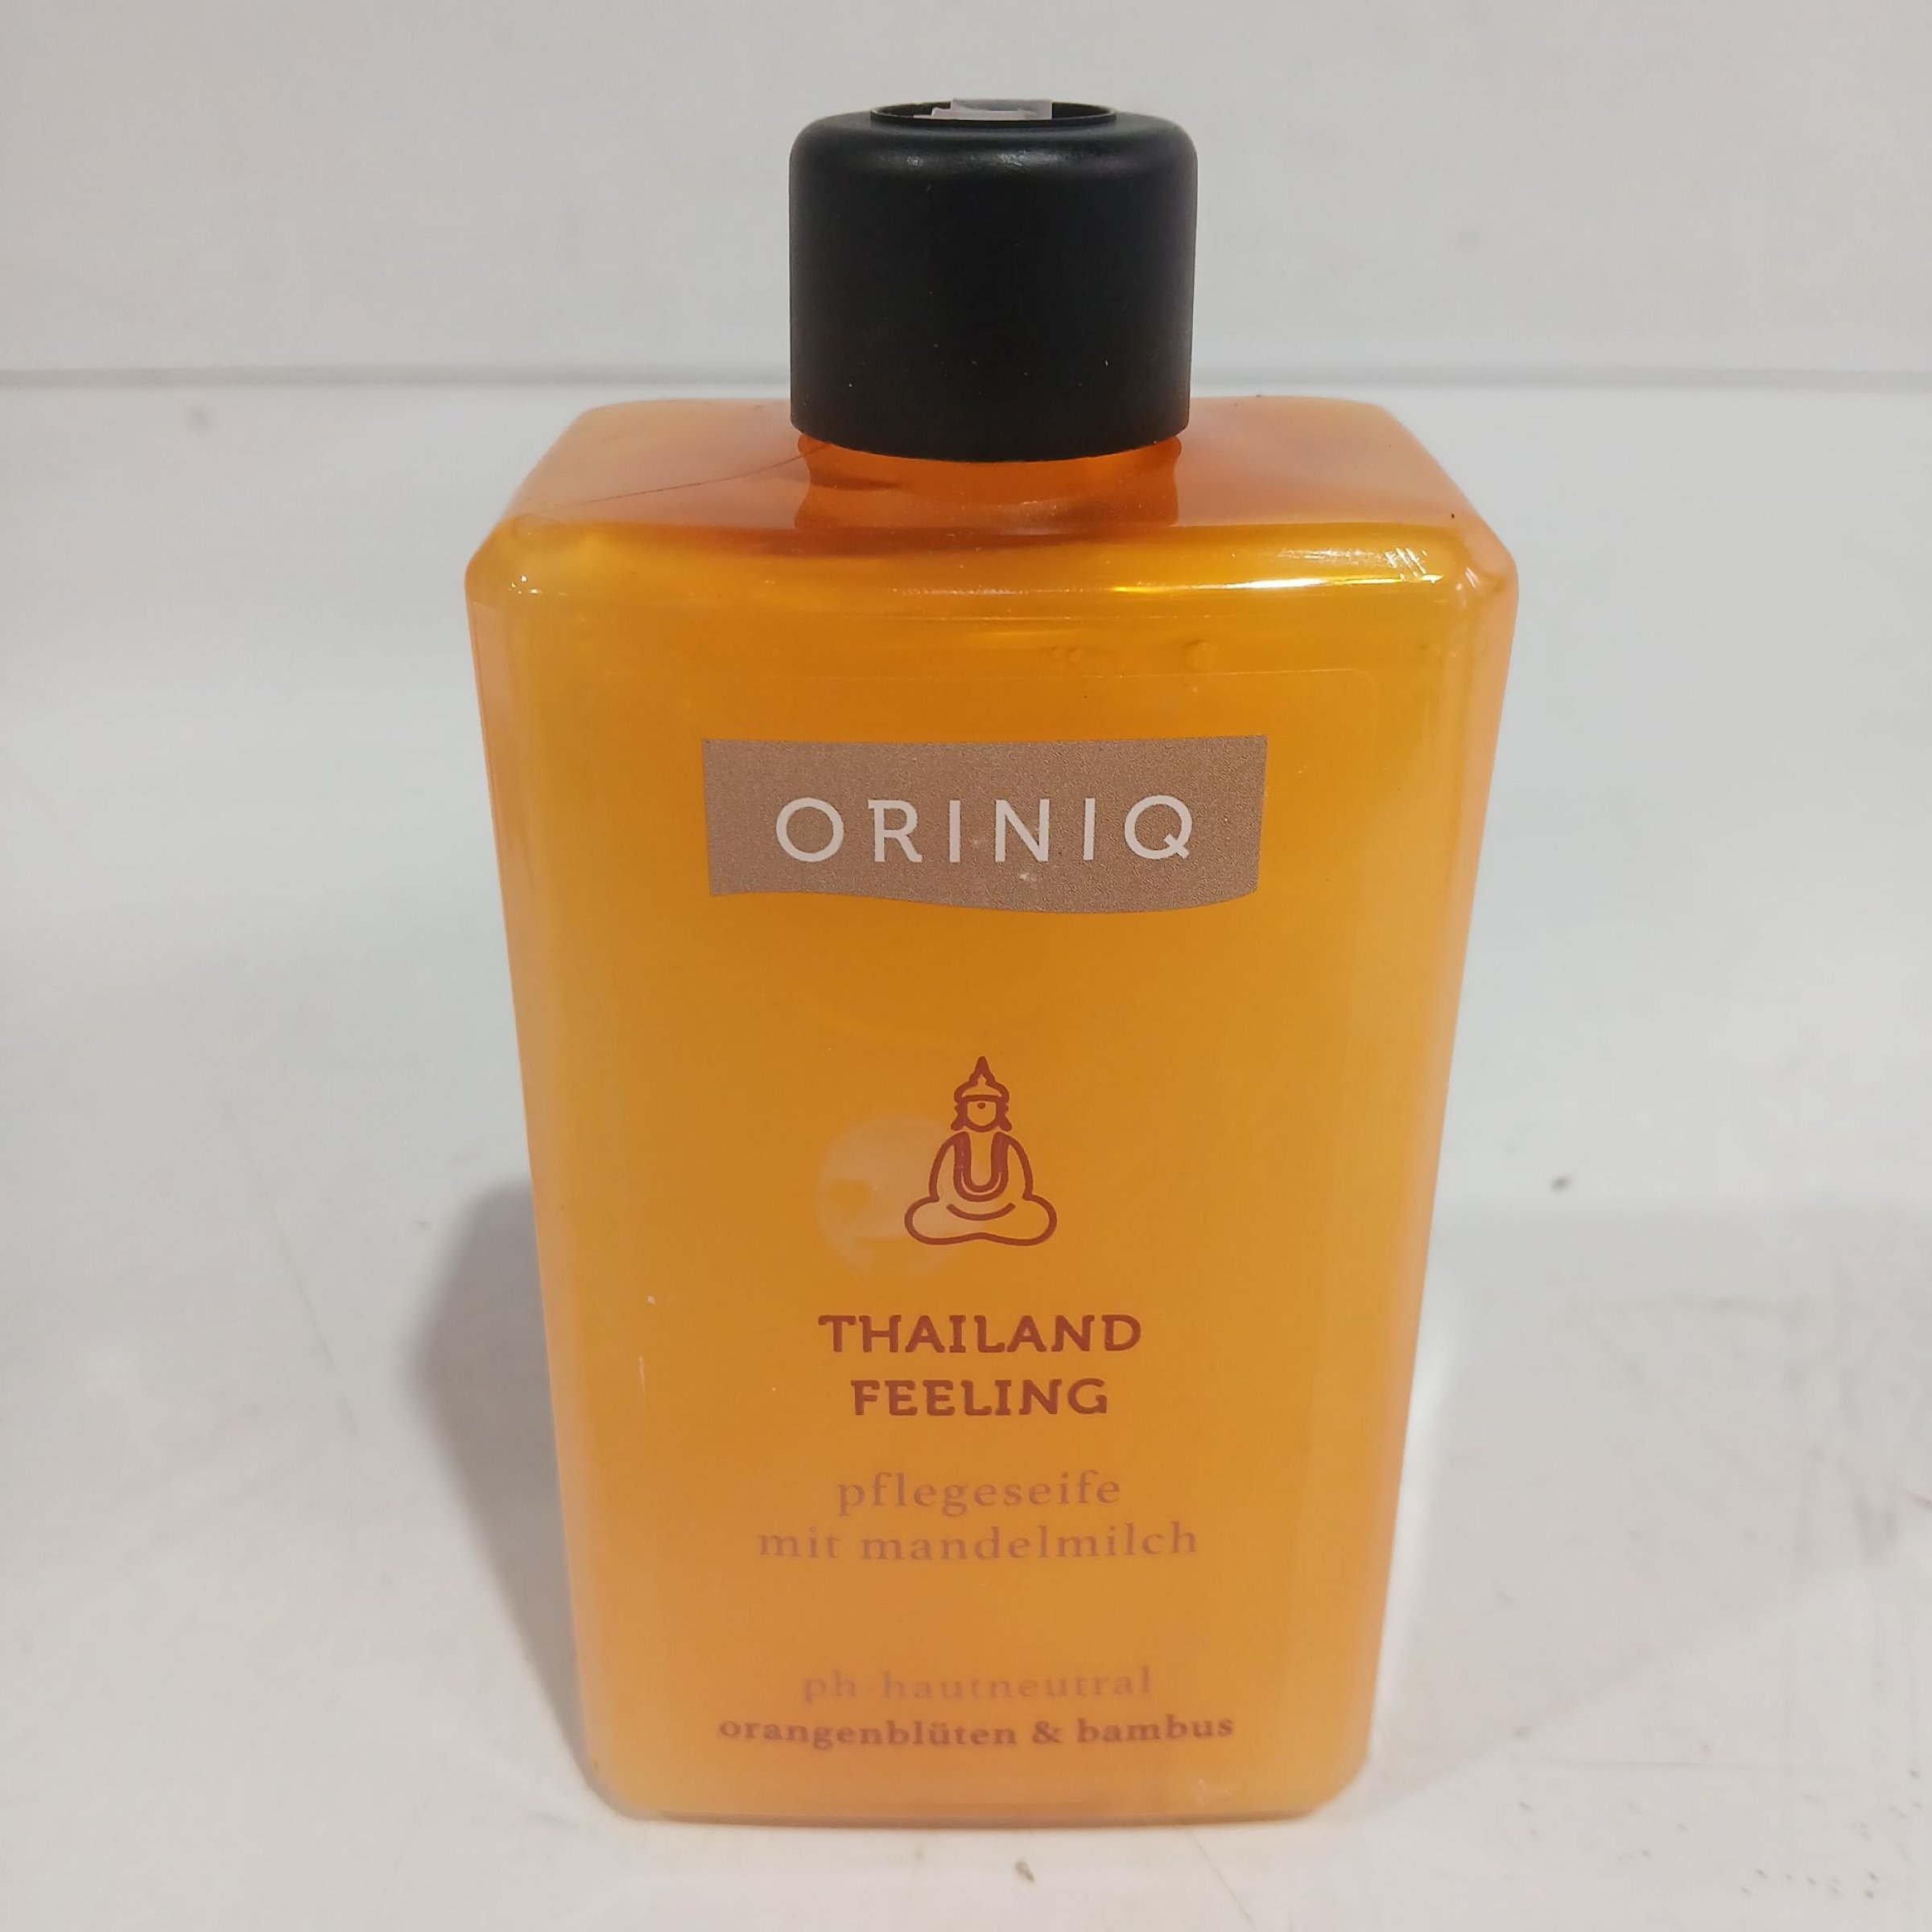 ORINIQ
THAILAND
FEELING
pflegeseife
mit mandelmilch
ph-hautneutral
orangenblüten & bambus